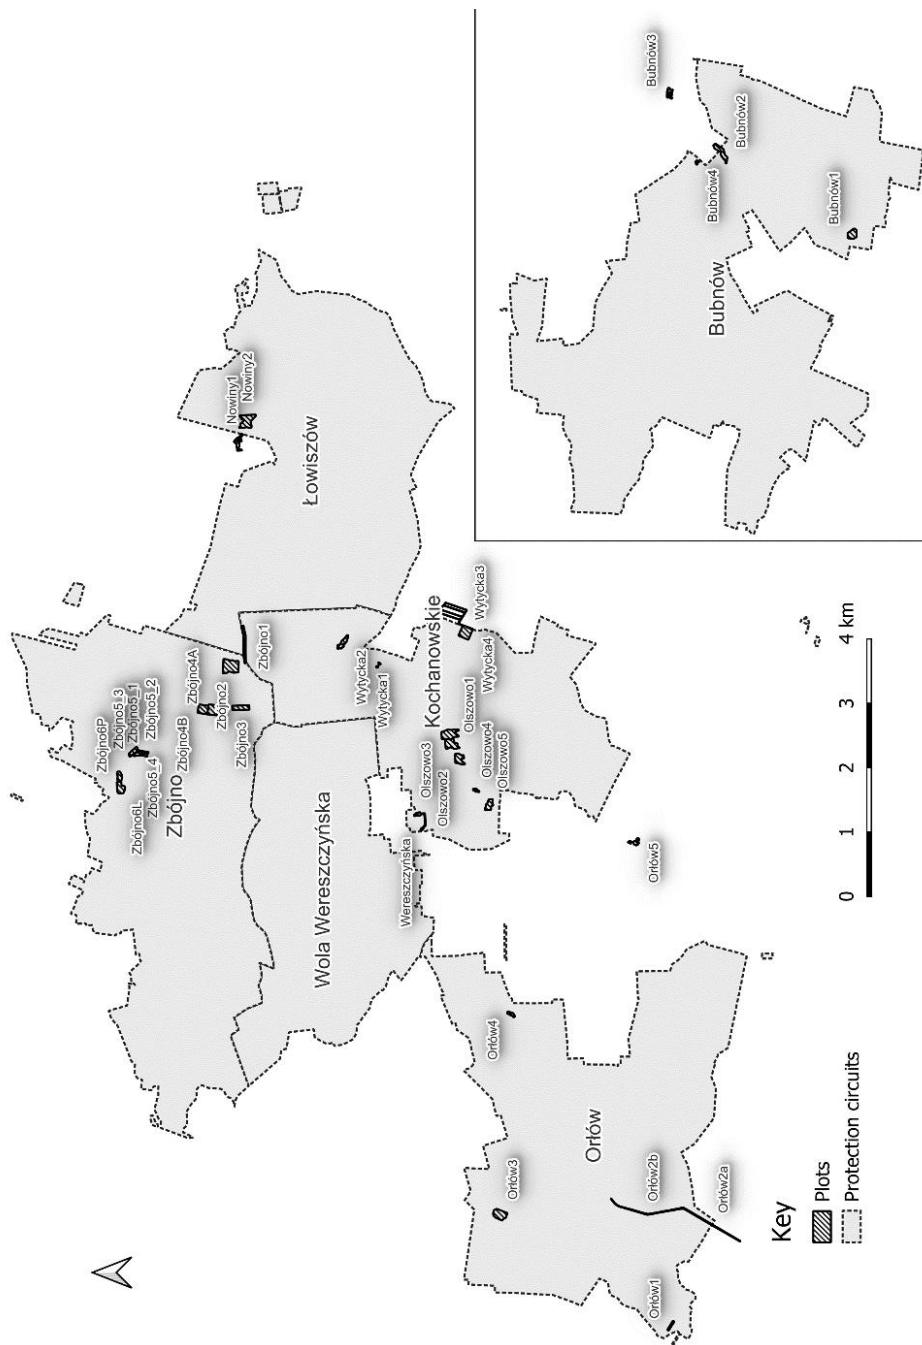 Zbójno6P
Zbójno5_3
Zbójno5_1
Zbójno5_2
Zbójno4A
Zbójno2
Zbójno1
Zbójno6L
Zbójno5_4
Zbójno
Zbójno4B
Zbójno3
Nowiny1
Nowiny2
Łowiszów
Wola Wereszczyńska
Wytycka2
Wytycka1
Kochanowskie
Wytycka3
Wytycka4
Olszowo3
Olszowo2
Olszowo1
Olszowo4
Olszowo5
Wereszczyńska
Orłów4
Orłów3
Orłów
Orłów5
Orłów2b
Orłów2a
Orłów1
Bubnów3
Bubnów2
Bubnów4
Bubnów1
Bubnów
0 1 2 3 4 km
Key
Plots
Protection circuits